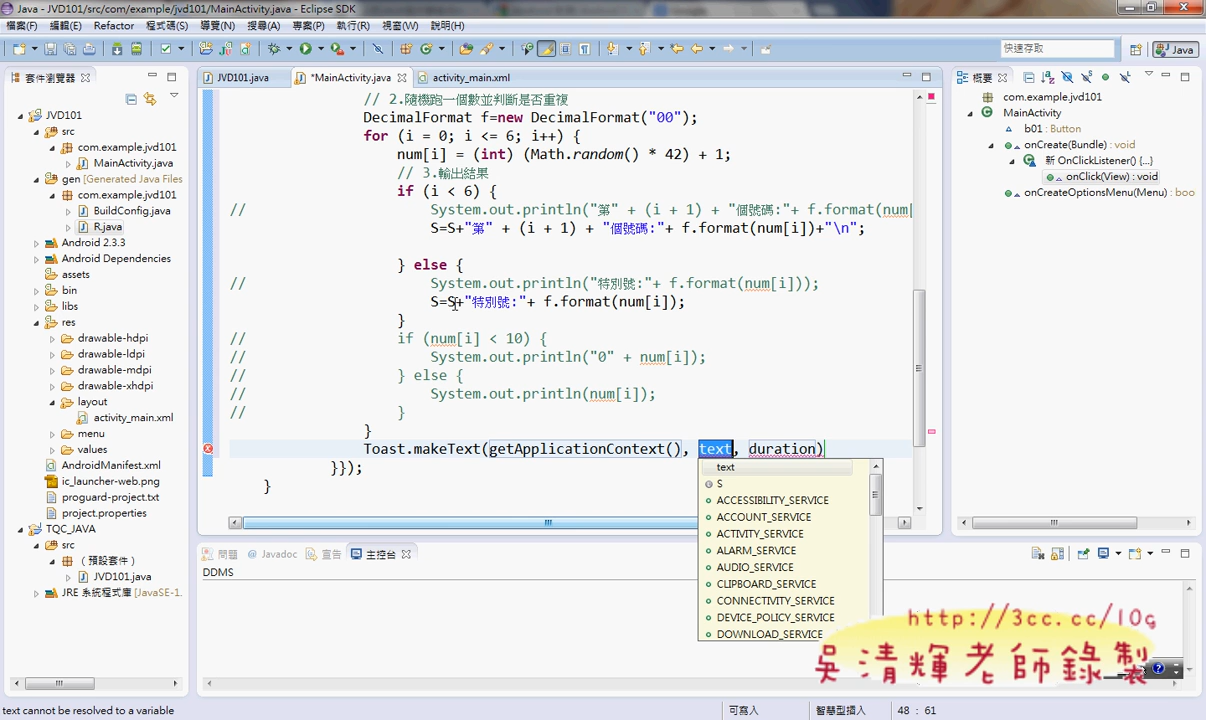 Java - JVD101/src/com/example/jvd101/MainActivity.java - Eclipse SDK
檔案(F) 編輯(E) Refactor 程式碼(S) 導覽(N) 搜尋(A) 專案(P) 執行(R) 視窗(W) 說明(H)
快速存取
Java
套件瀏覽器
JVD101
src
com.example.jvd101
MainActivity.java
gen [Generated Java Files
com.example.jvd101
BuildConfig.java
R.java
Android 2.3.3
Android Dependencies
assets
bin
libs
res
drawable-hdpi
drawable-ldpi
drawable-mdpi
drawable-xhdpi
layout
activity_main.xml
menu
values
AndroidManifest.xml
ic_launcher-web.png
proguard-project.txt
project.properties
TQC_JAVA
src
（預設套件）
JVD101.java
JRE 系統程式庫 [JavaSE-1.
JVD101.java *MainActivity.java activity_main.xml
// 2.隨機跑一個數並判斷是否重複
DecimalFormat f=new DecimalFormat("00");
for (i = 0; i <= 6; i++) {
num[i] = (int) (Math.random() * 42) + 1;
// 3.輸出結果
if (i < 6) {
// System.out.println("第" + (i + 1) + "個號碼:"+ f.format(num[
S=S+"第" + (i + 1) + "個號碼:"+ f.format(num[i])+"\n";
} else {
// System.out.println("特別號:"+ f.format(num[i]));
S=S+"特別號:"+ f.format(num[i]);
}
// if (num[i] < 10) {
// System.out.println("0" + num[i]);
// } else {
// System.out.println(num[i]);
// }
}
Toast.makeText(getApplicationContext(), text, duration)
}});
}
text
S
ACCESSIBILITY_SERVICE
ACCOUNT_SERVICE
ACTIVITY_SERVICE
ALARM_SERVICE
AUDIO_SERVICE
CLIPBOARD_SERVICE
CONNECTIVITY_SERVICE
DEVICE_POLICY_SERVICE
DOWNLOAD_SERVICE
概要
com.example.jvd101
MainActivity
b01 : Button
onCreate(Bundle) : void
新 OnClickListener() {...}
onClick(View) : void
onCreateOptionsMenu(Menu) : boo
問題 Javadoc 宣告 主控台
DDMS
http://3cc.cc/10g
吳清輝老師錄製
text cannot be resolved to a variable
可寫入
智慧型插入
48 : 61